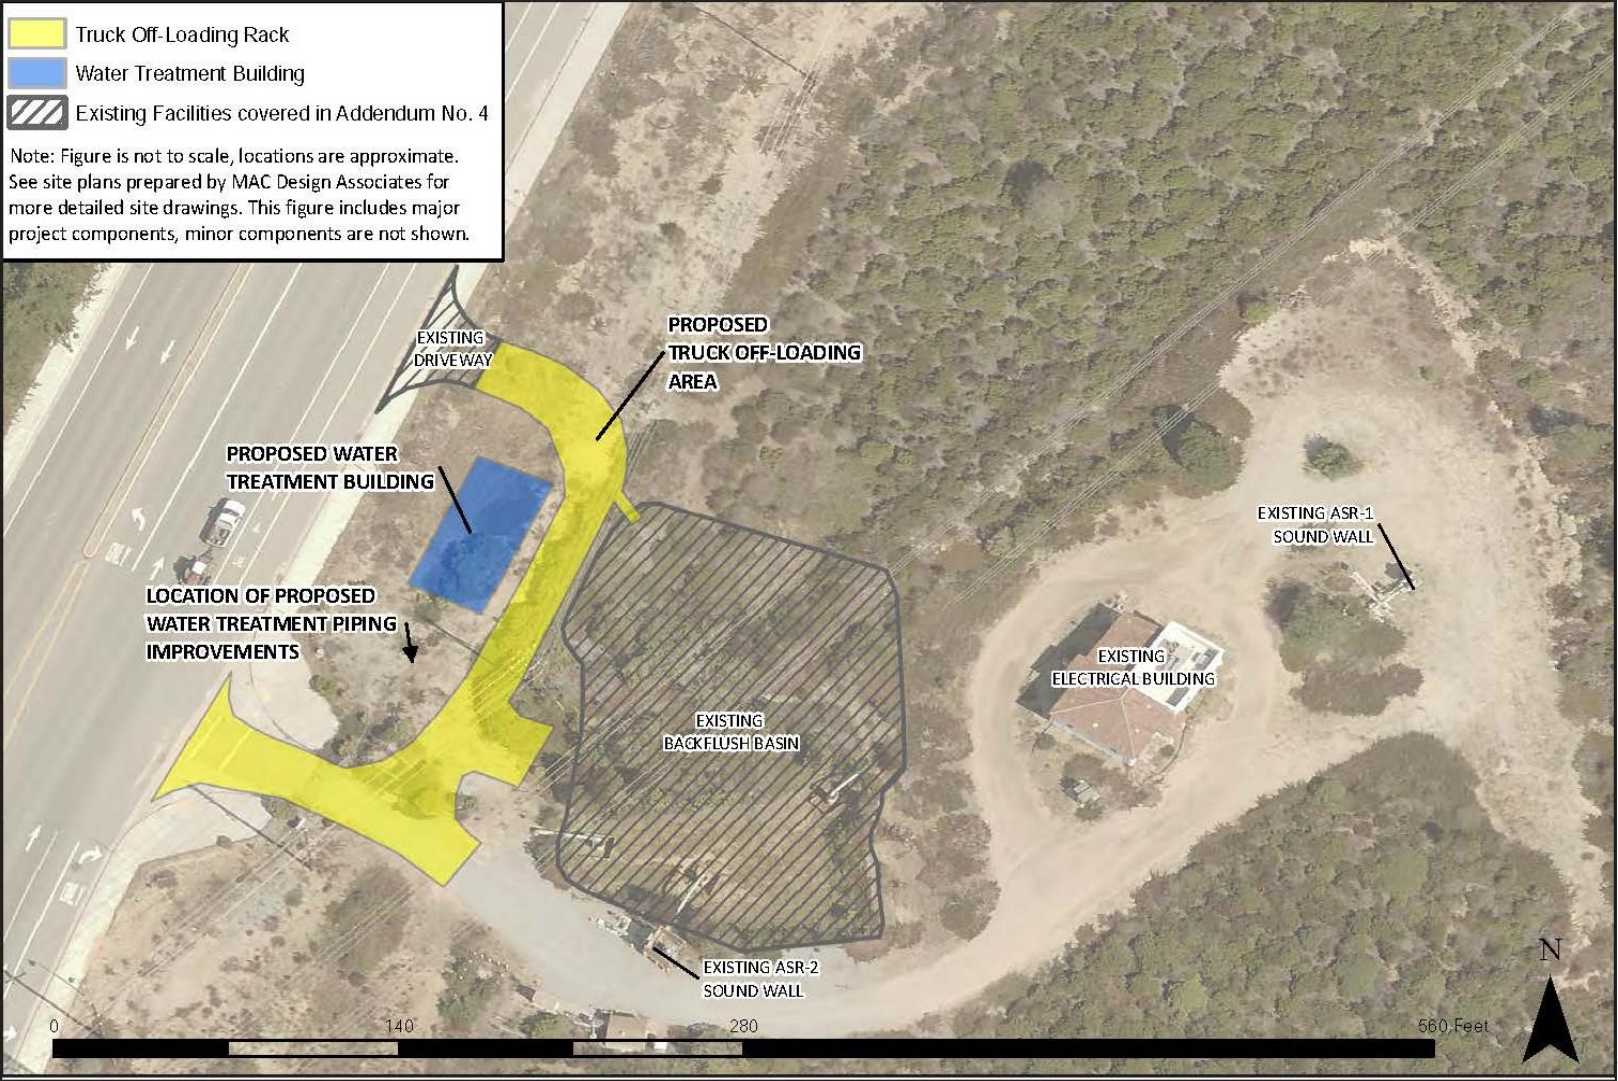 Truck Off-Loading Rack
Water Treatment Building
Existing Facilities covered in Addendum No. 4
Note: Figure is not to scale, locations are approximate.
See site plans prepared by MAC Design Associates for
more detailed site drawings. This figure includes major
project components, minor components are not shown.
EXISTING
DRIVEWAY
PROPOSED
TRUCK OFF-LOADING
AREA
PROPOSED WATER
TREATMENT BUILDING
EXISTING ASR-1
SOUND WALL
LOCATION OF PROPOSED
WATER TREATMENT PIPING
IMPROVEMENTS
EXISTING
ELECTRICAL BUILDING
EXISTING
BACKFLUSH BASIN
EXISTING ASR-2
SOUND WALL
N
0 140 280 560 Feet